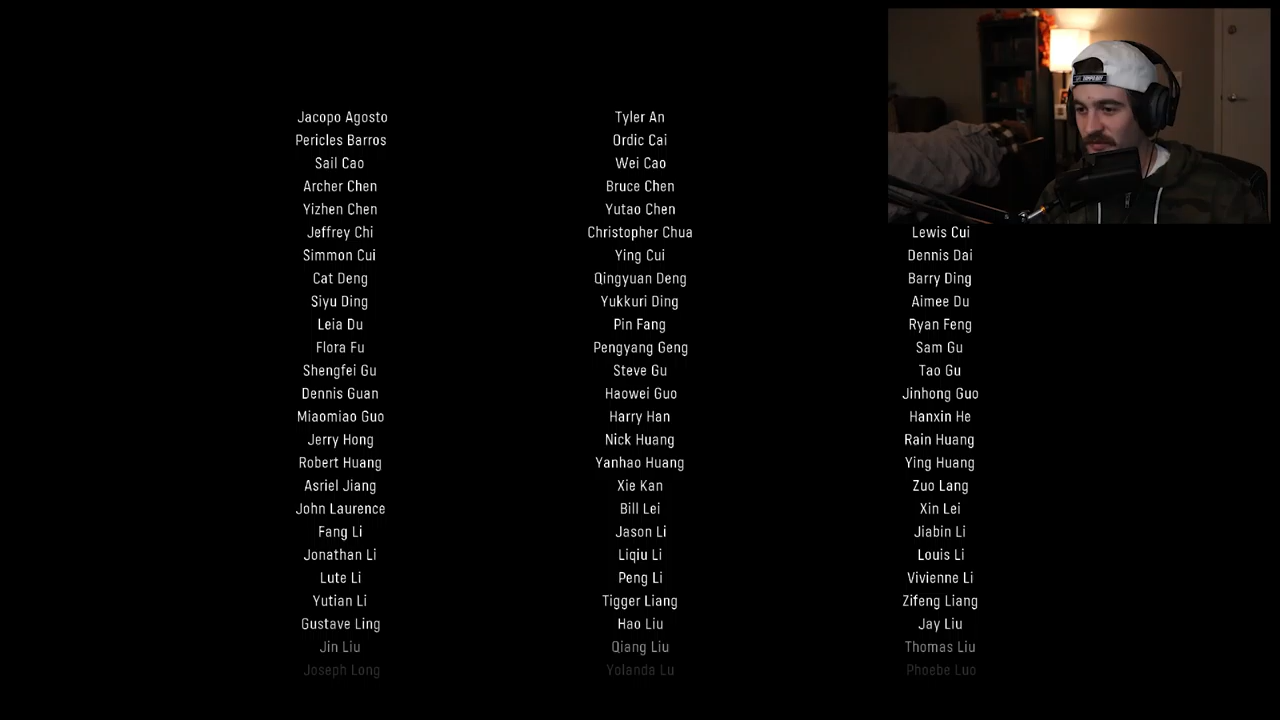 Jacopo Agosto Tyler An
Pericles Barros Ordic Cai
Sail Cao Wei Cao
Archer Chen Bruce Chen
Yizhen Chen Yutao Chen
Jeffrey Chi Christopher Chua Lewis Cui
Simmon Cui Ying Cui Dennis Dai
Cat Deng Qingyuan Deng Barry Ding
Siyu Ding Yukkuri Ding Aimee Du
Leia Du Pin Fang Ryan Feng
Flora Fu Pengyang Geng Sam Gu
Shengfei Gu Steve Gu Tao Gu
Dennis Guan Haowei Guo Jinhong Guo
Miaomiao Guo Harry Han Hanxin He
Jerry Hong Nick Huang Rain Huang
Robert Huang Yanhao Huang Ying Huang
Asriel Jiang Xie Kan Zuo Lang
John Laurence Bill Lei Xin Lei
Fang Li Jason Li Jiabin Li
Jonathan Li Liqiu Li Louis Li
Lute Li Peng Li Vivienne Li
Yutian Li Tigger Liang Zifeng Liang
Gustave Ling Hao Liu Jay Liu
Jin Liu Qiang Liu Thomas Liu
Joseph Long Yolanda Lu Phoebe Luo